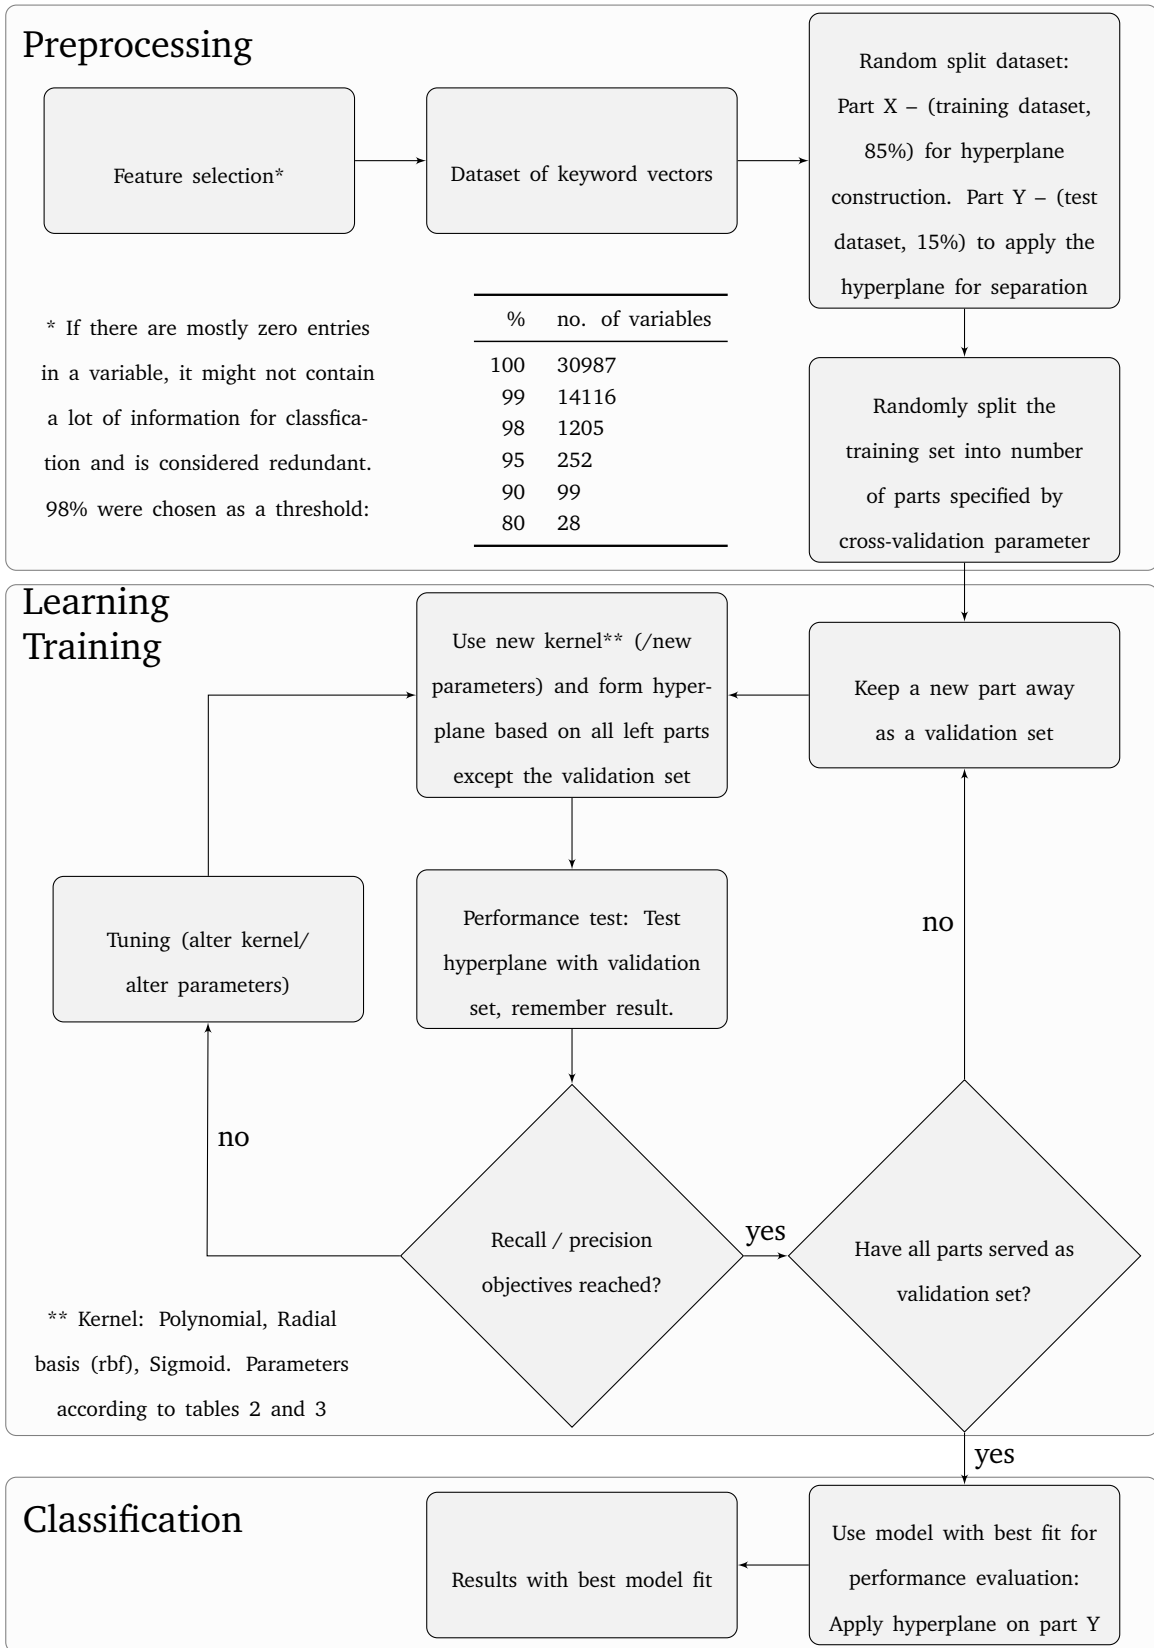 Preprocessing
Feature selection*
Dataset of keyword vectors
Random split dataset:
Part X – (training dataset,
85%) for hyperplane
construction. Part Y – (test
dataset, 15%) to apply the
hyperplane for separation
* If there are mostly zero entries
in a variable, it might not contain
a lot of information for classfica-
tion and is considered redundant.
98% were chosen as a threshold:
% no. of variables
100 30987
99 14116
98 1205
95 252
90 99
80 28
Randomly split the
training set into number
of parts specified by
cross-validation parameter
Learning
Training
Use new kernel** (/new
parameters) and form hyper-
plane based on all left parts
except the validation set
Keep a new part away
as a validation set
Tuning (alter kernel/
alter parameters)
Performance test: Test
hyperplane with validation
set, remember result.
no
no
Recall / precision
objectives reached?
yes
Have all parts served as
validation set?
** Kernel: Polynomial, Radial
basis (rbf), Sigmoid. Parameters
according to tables 2 and 3
yes
Classification
Results with best model fit
Use model with best fit for
performance evaluation:
Apply hyperplane on part Y